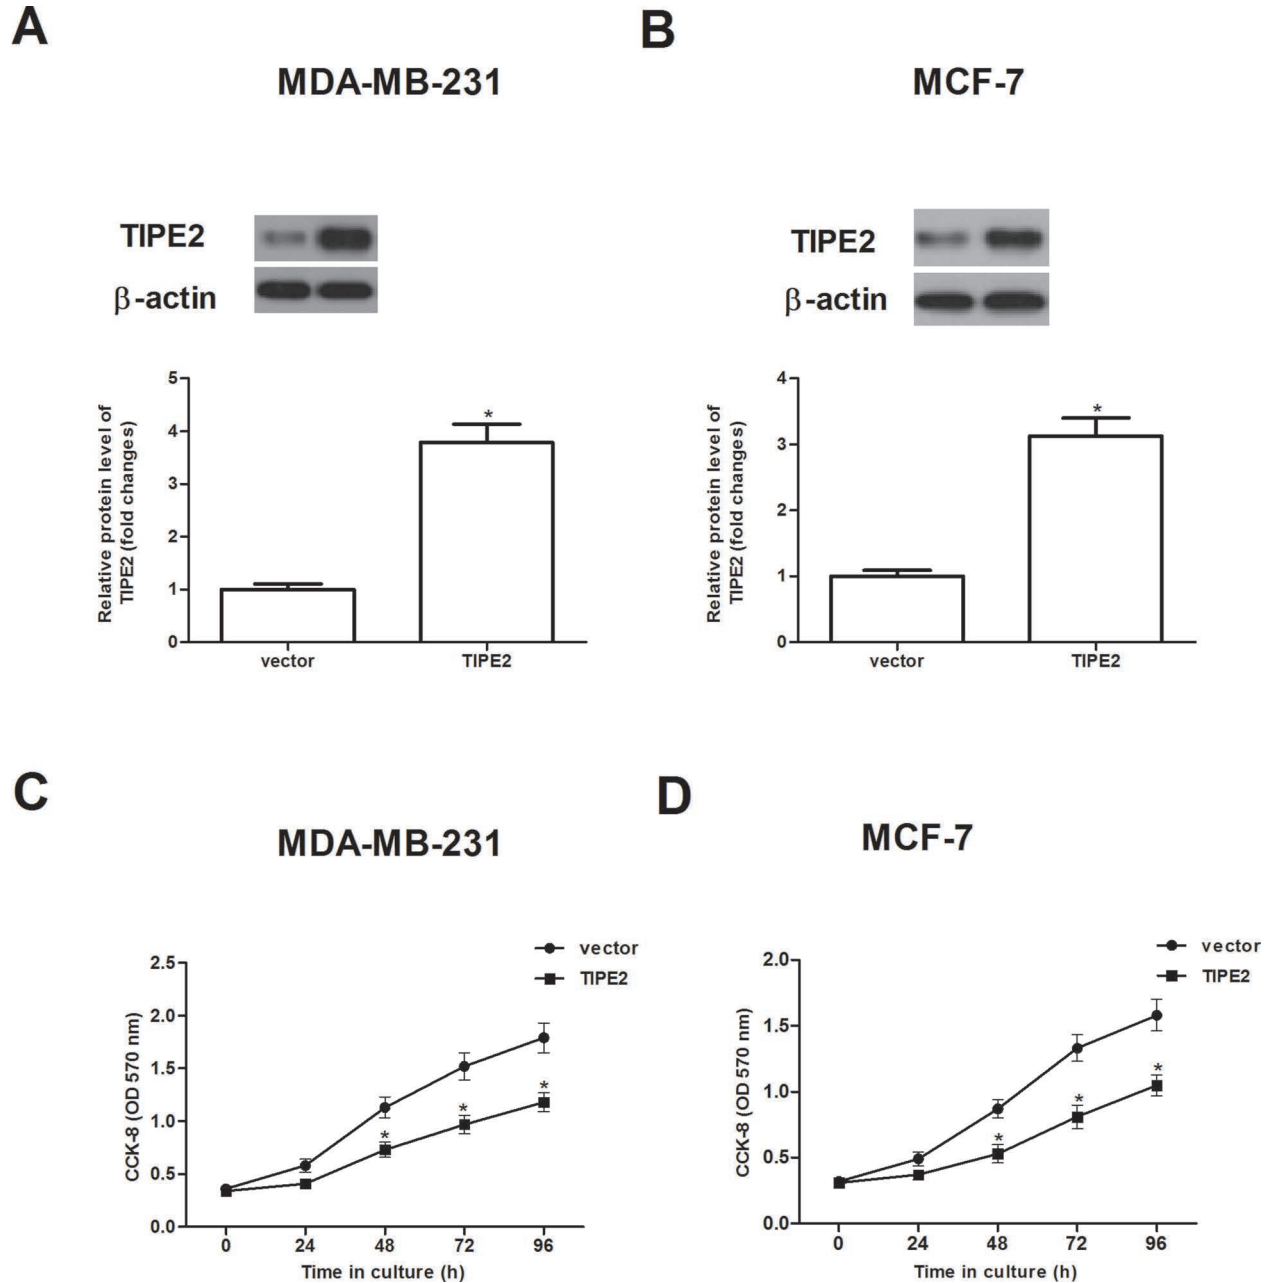 A
MDA-MB-231
TIPE2
β-actin
Relative protein level of
TIPE2 (fold changes)
5
4
3
2
1
0
*
vector
TIPE2
B
MCF-7
TIPE2
β-actin
Relative protein level of
TIPE2 (fold changes)
4
3
2
1
0
*
vector
TIPE2
C
MDA-MB-231
vector
TIPE2
CCK-8 (OD 570 nm)
2.5
2.0
1.5
1.0
0.5
0.0
*
*
*
0 24 48 72 96
Time in culture (h)
D
MCF-7
vector
TIPE2
CCK-8 (OD 570 nm)
2.0
1.5
1.0
0.5
0.0
*
*
*
0 24 48 72 96
Time in culture (h)